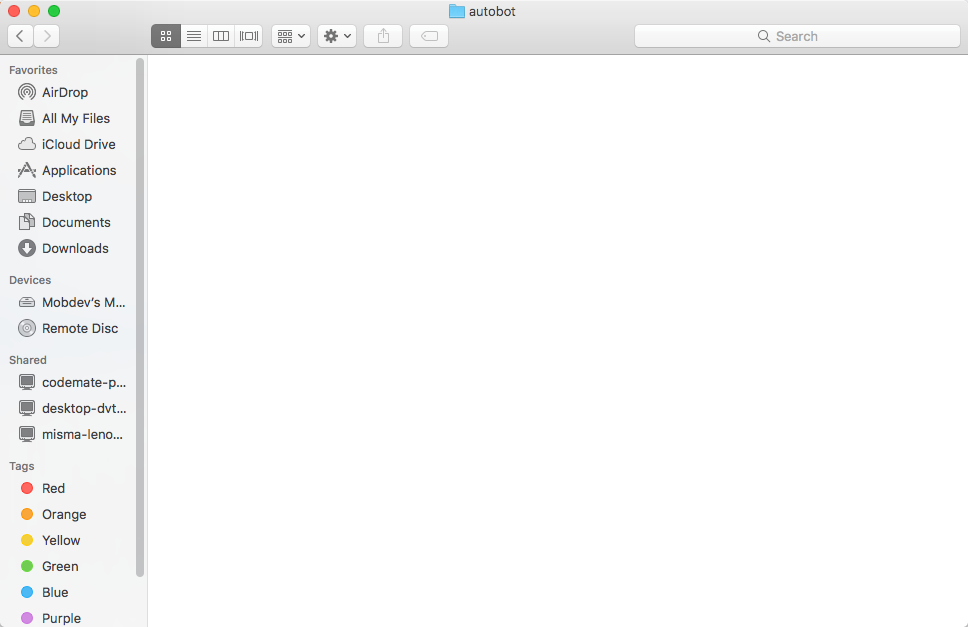 autobot
Search
Favorites
AirDrop
All My Files
iCloud Drive
Applications
Desktop
Documents
Downloads
Devices
Mobdev’s M...
Remote Disc
Shared
codemate-p...
desktop-dvt...
misma-leno...
Tags
Red
Orange
Yellow
Green
Blue
Purple